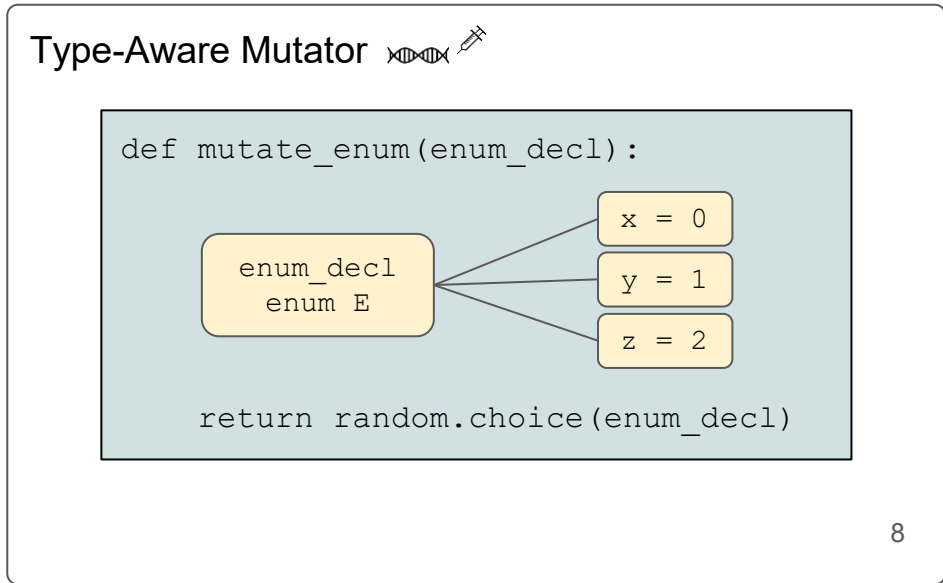 Type-Aware Mutator
def mutate_enum(enum_decl):
enum_decl
enum E
x = 0
y = 1
z = 2
return random.choice(enum_decl)
8